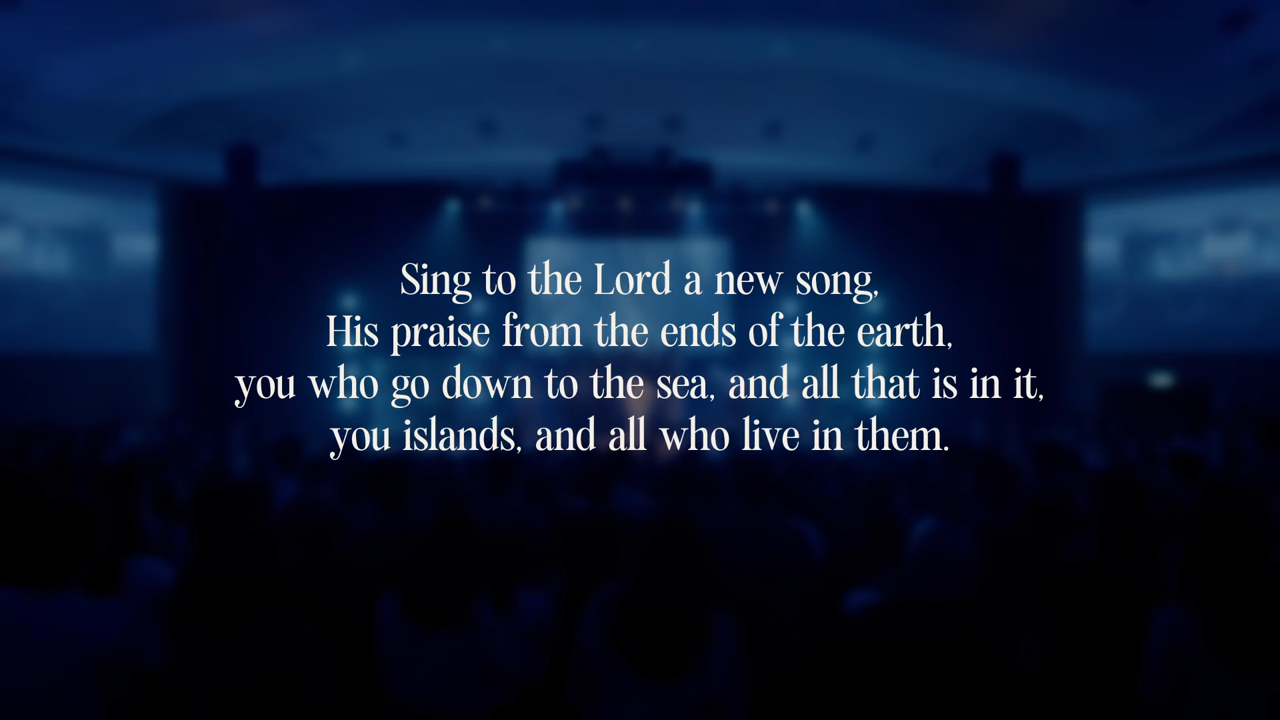 Sing to the Lord a new song,
His praise from the ends of the earth,
you who go down to the sea, and all that is in it,
you islands, and all who live in them.